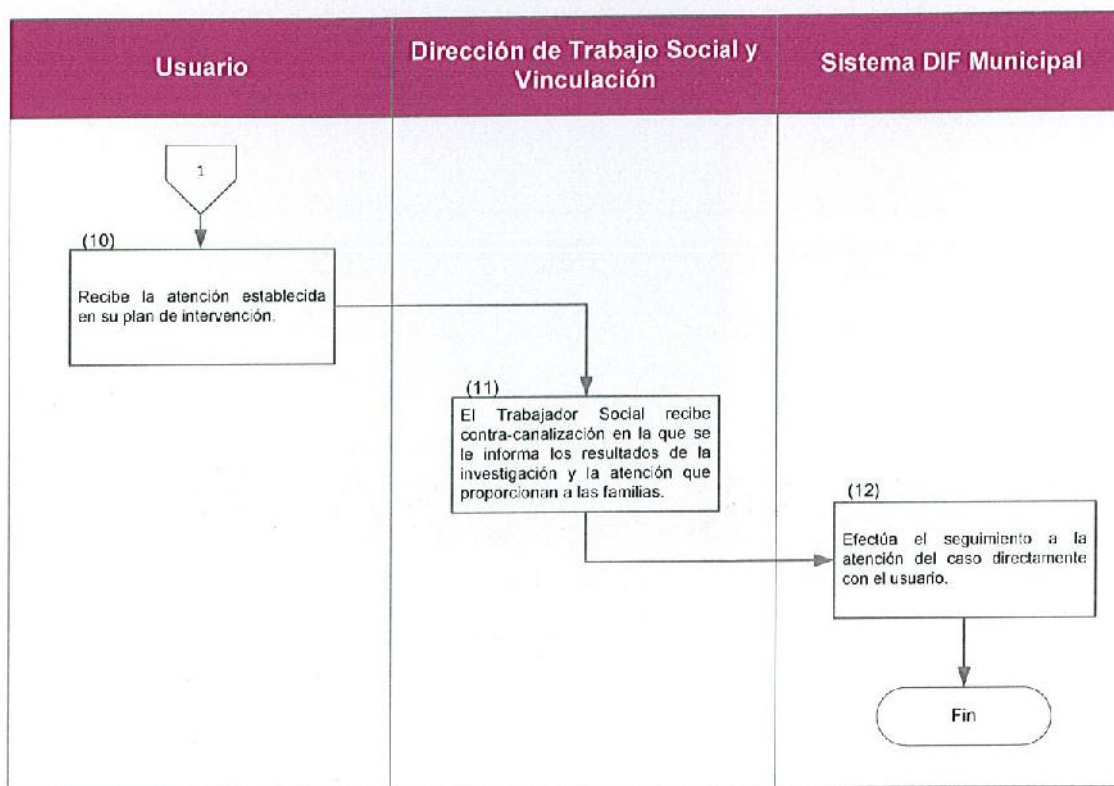 Usuario
Dirección de Trabajo Social y
Vinculación
Sistema DIF Municipal
1
(10)
Recibe la atención establecida
en su plan de intervención.
(11)
El Trabajador Social recibe
contra-canalización en la que se
le informa los resultados de la
investigación y la atención que
proporcionan a las familias.
(12)
Efectúa el seguimiento a la
atención del caso directamente
con el usuario.
Fin